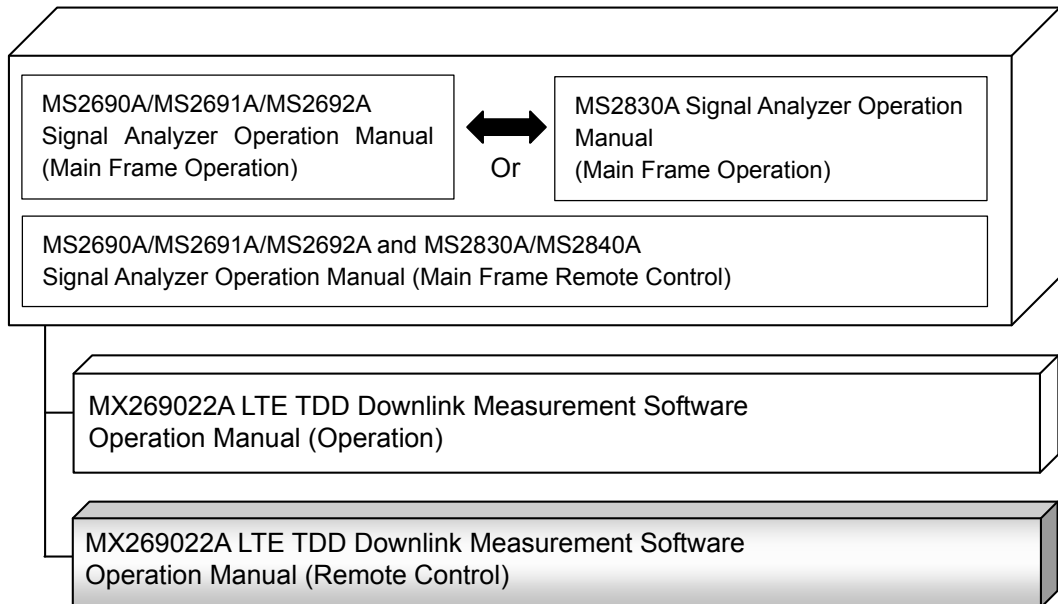 MS2690A/MS2691A/MS2692A
Signal Analyzer Operation Manual
(Main Frame Operation)
Or
MS2830A Signal Analyzer Operation
Manual
(Main Frame Operation)
MS2690A/MS2691A/MS2692A and MS2830A/MS2840A
Signal Analyzer Operation Manual (Main Frame Remote Control)
MX269022A LTE TDD Downlink Measurement Software
Operation Manual (Operation)
MX269022A LTE TDD Downlink Measurement Software
Operation Manual (Remote Control)